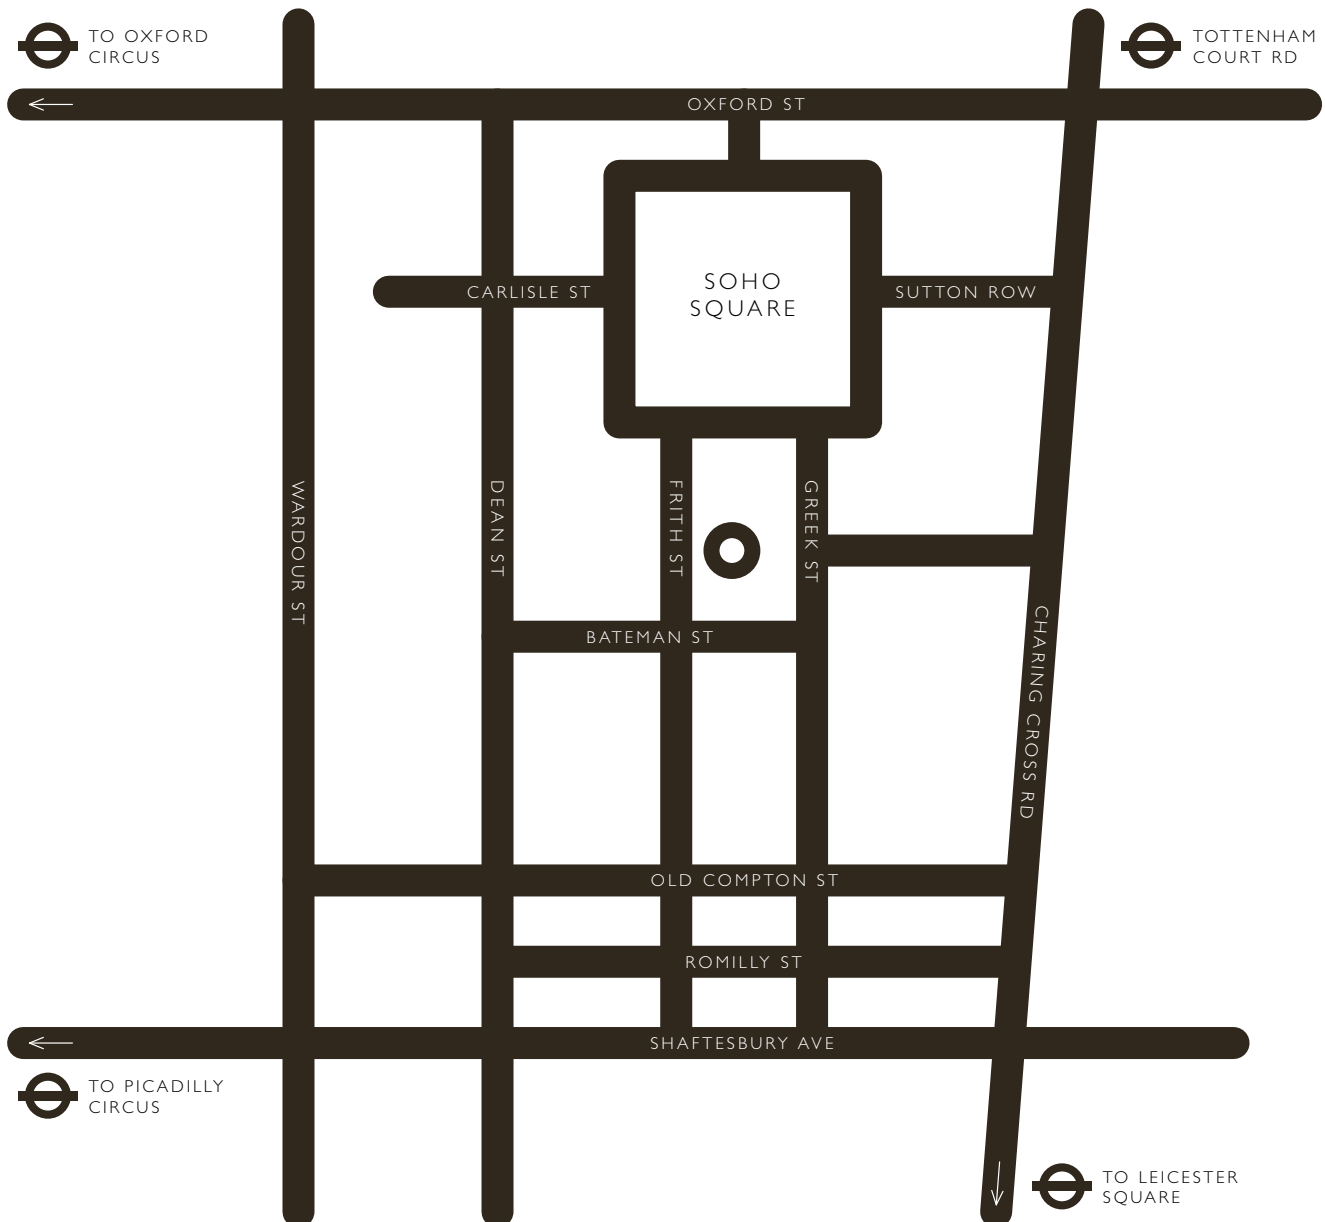 TO OXFORD
CIRCUS
TOTTENHAM
COURT RD
OXFORD ST
SOHO
SQUARE
CARLISLE ST
SUTTON ROW
WARDOUR ST
DEAN ST
FRITH ST
GREEK ST
CHARING CROSS RD
BATEMAN ST
OLD COMPTON ST
ROMILLY ST
SHAFTESBURY AVE
TO PICADILLY
CIRCUS
TO LEICESTER
SQUARE